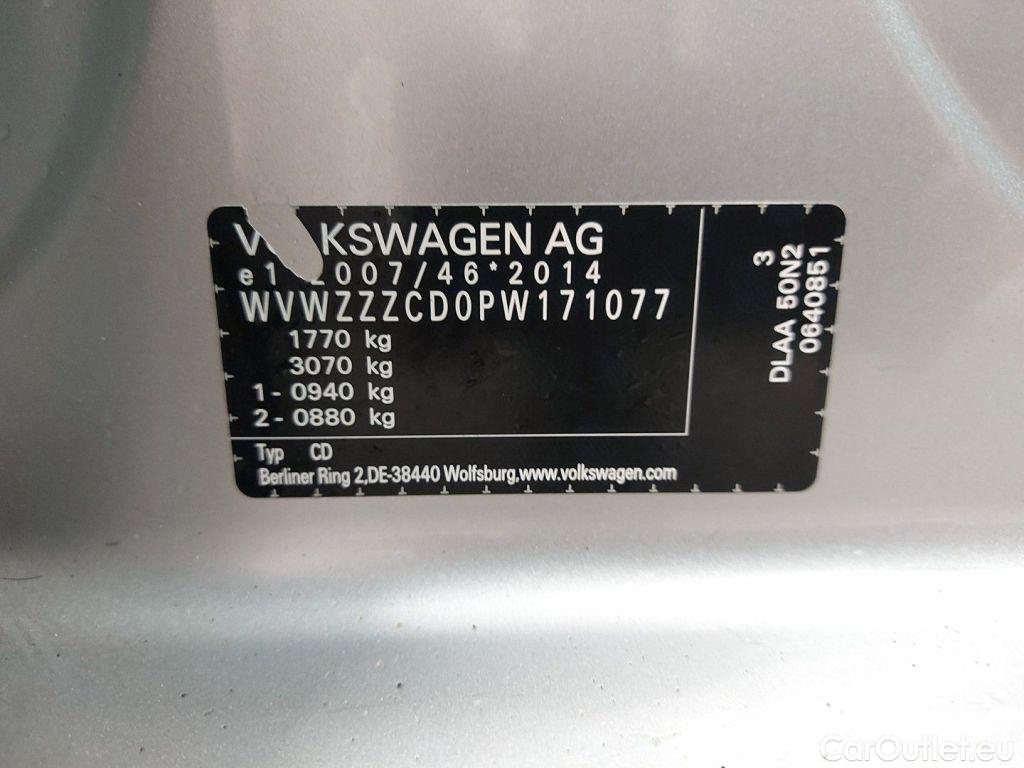 V KSWAGEN AG
e1 2007/46*2014
WVWZZZCD0PW171077
1770 kg
3070 kg
1- 0940 kg
2- 0880 kg
Typ CD
Berliner Ring 2,DE-38440 Wolfsburg,www.volkswagen.com
3
DLAA 50N2
0640851
CarOutlet.eu